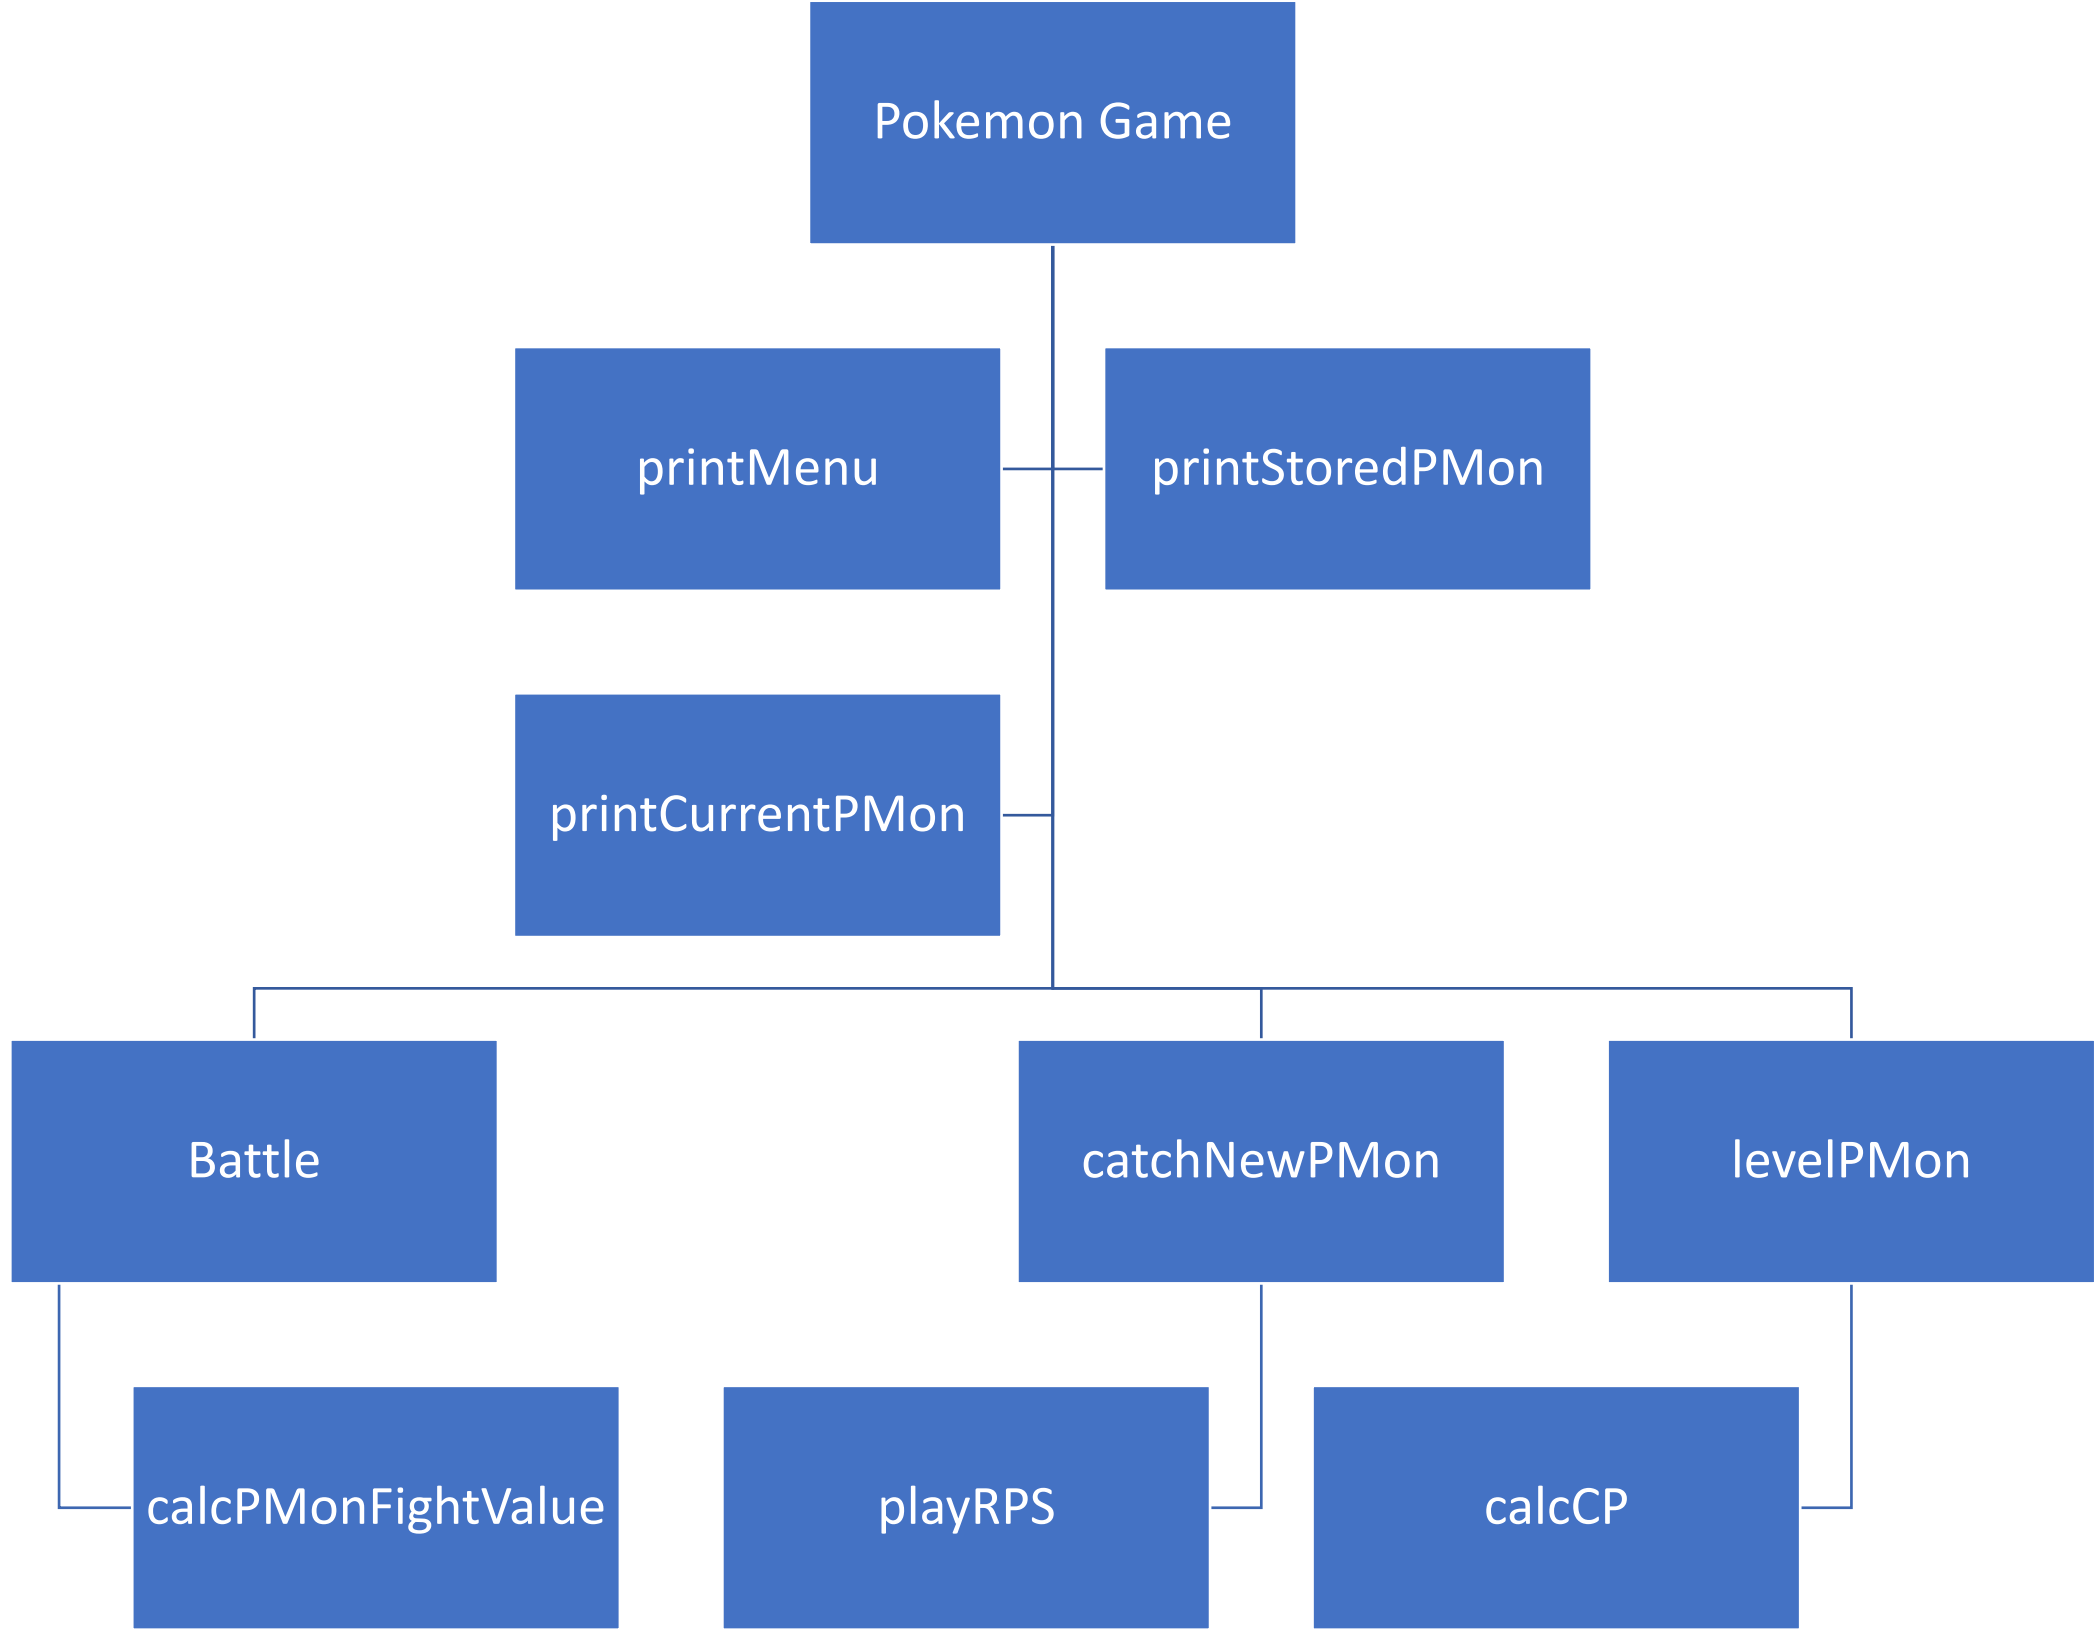 Pokemon Game
printMenu
printStoredPMon
printCurrentPMon
Battle
catchNewPMon
levelPMon
calcPMonFightValue
playRPS
calcCP